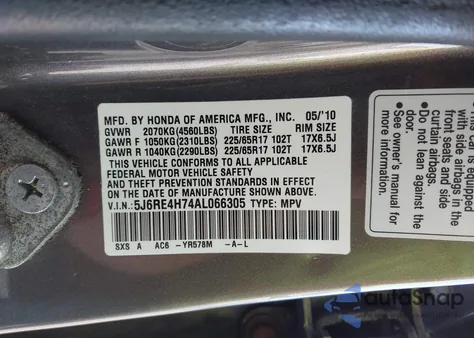 MFD. BY HONDA OF AMERICA MFG., INC. 05/'10
GVWR 2070KG(4560LBS) TIRE SIZE RIM SIZE
GAWR F 1050KG(2310LBS) 225/65R17 102T 17X6.5J
GAWR R 1040KG(2290LBS) 225/65R17 102T 17X6.5J
THIS VEHICLE CONFORMS TO ALL APPLICABLE
FEDERAL MOTOR VEHICLE SAFETY
AND THEFT PREVENTION STANDARDS IN EFFECT
ON THE DATE OF MANUFACTURE SHOWN ABOVE.
V.I.N.: 5J6RE4H74AL066305 TYPE: MPV
SXS A AC6 -YR578M -A-L
equipped
with side airbags in
front seats and side
curtain airbags.
• Do not lean against
the door.
See owner's manual
for more information.
autoSnap